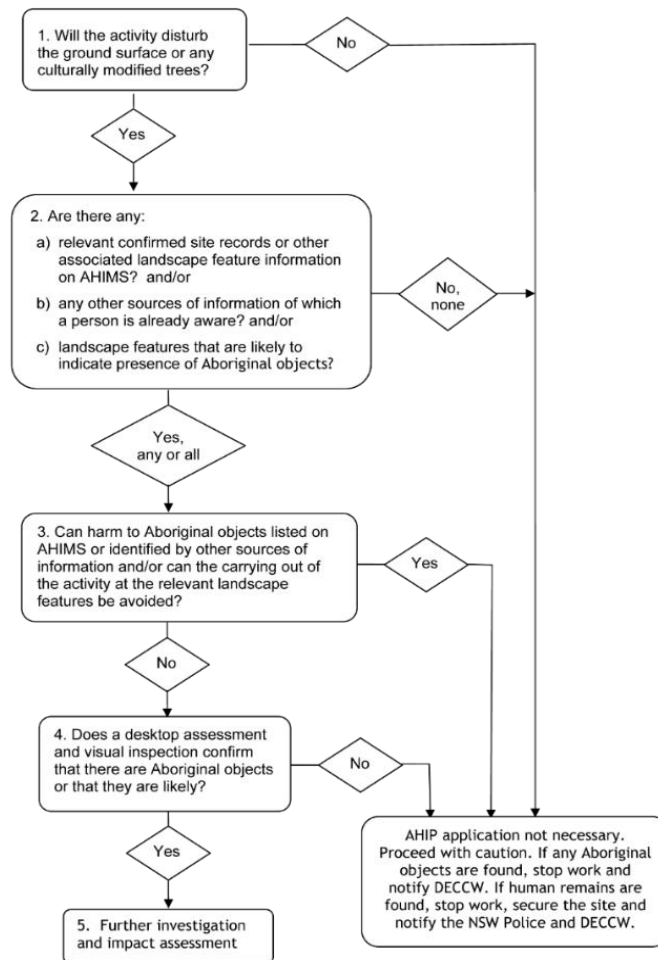 1. Will the activity disturb
the ground surface or any
culturally modified trees?
No
Yes
2. Are there any:
a) relevant confirmed site records or other
associated landscape feature information
on AHIMS? and/or
b) any other sources of information of which
a person is already aware? and/or
c) landscape features that are likely to
indicate presence of Aboriginal objects?
No,
none
Yes,
any or all
3. Can harm to Aboriginal objects listed on
AHIMS or identified by other sources of
information and/or can the carrying out of
the activity at the relevant landscape
features be avoided?
Yes
No
4. Does a desktop assessment
and visual inspection confirm
that there are Aboriginal objects
or that they are likely?
No
Yes
AHIP application not necessary.
Proceed with caution. If any Aboriginal
objects are found, stop work and
notify DECCW. If human remains are
found, stop work, secure the site and
notify the NSW Police and DECCW.
5. Further investigation
and impact assessment